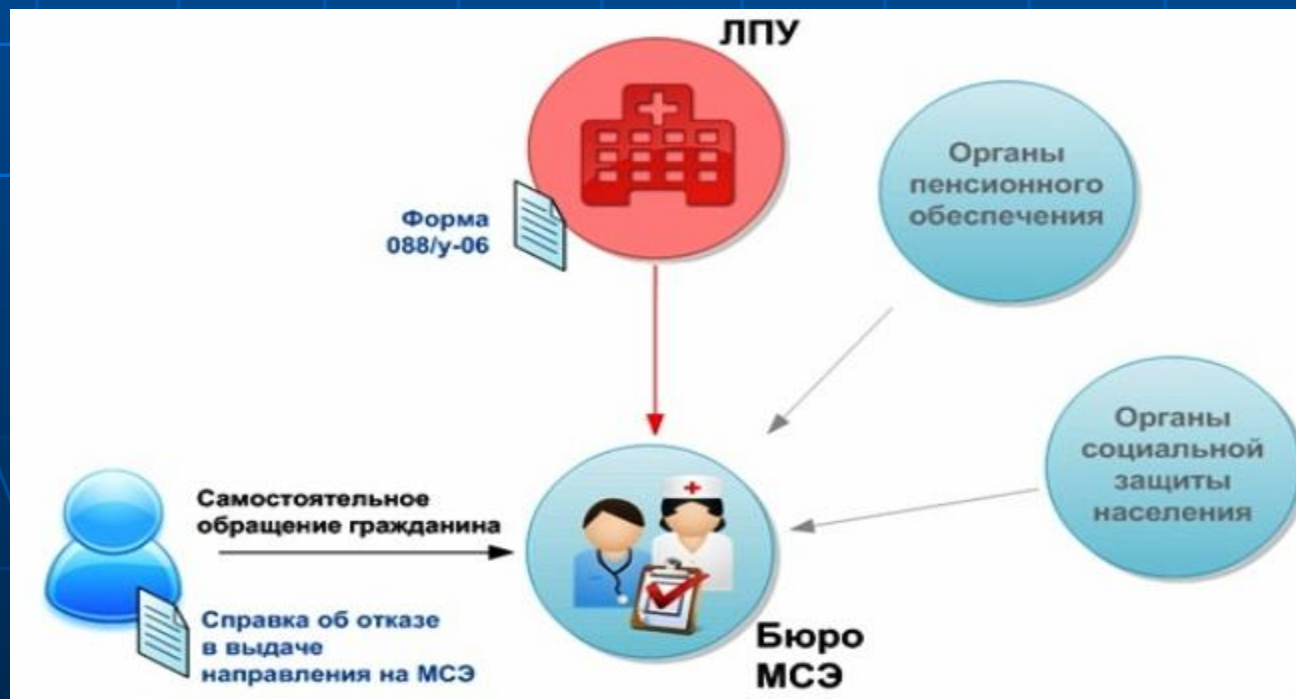 ЛПУ
Форма
088/у-06
Органы
пенсионного
обеспечения
Органы
социальной
защиты
населения
Самостоятельное
обращение гражданина
Справка об отказе
в выдаче
направления на МСЭ
Бюро
МСЭ